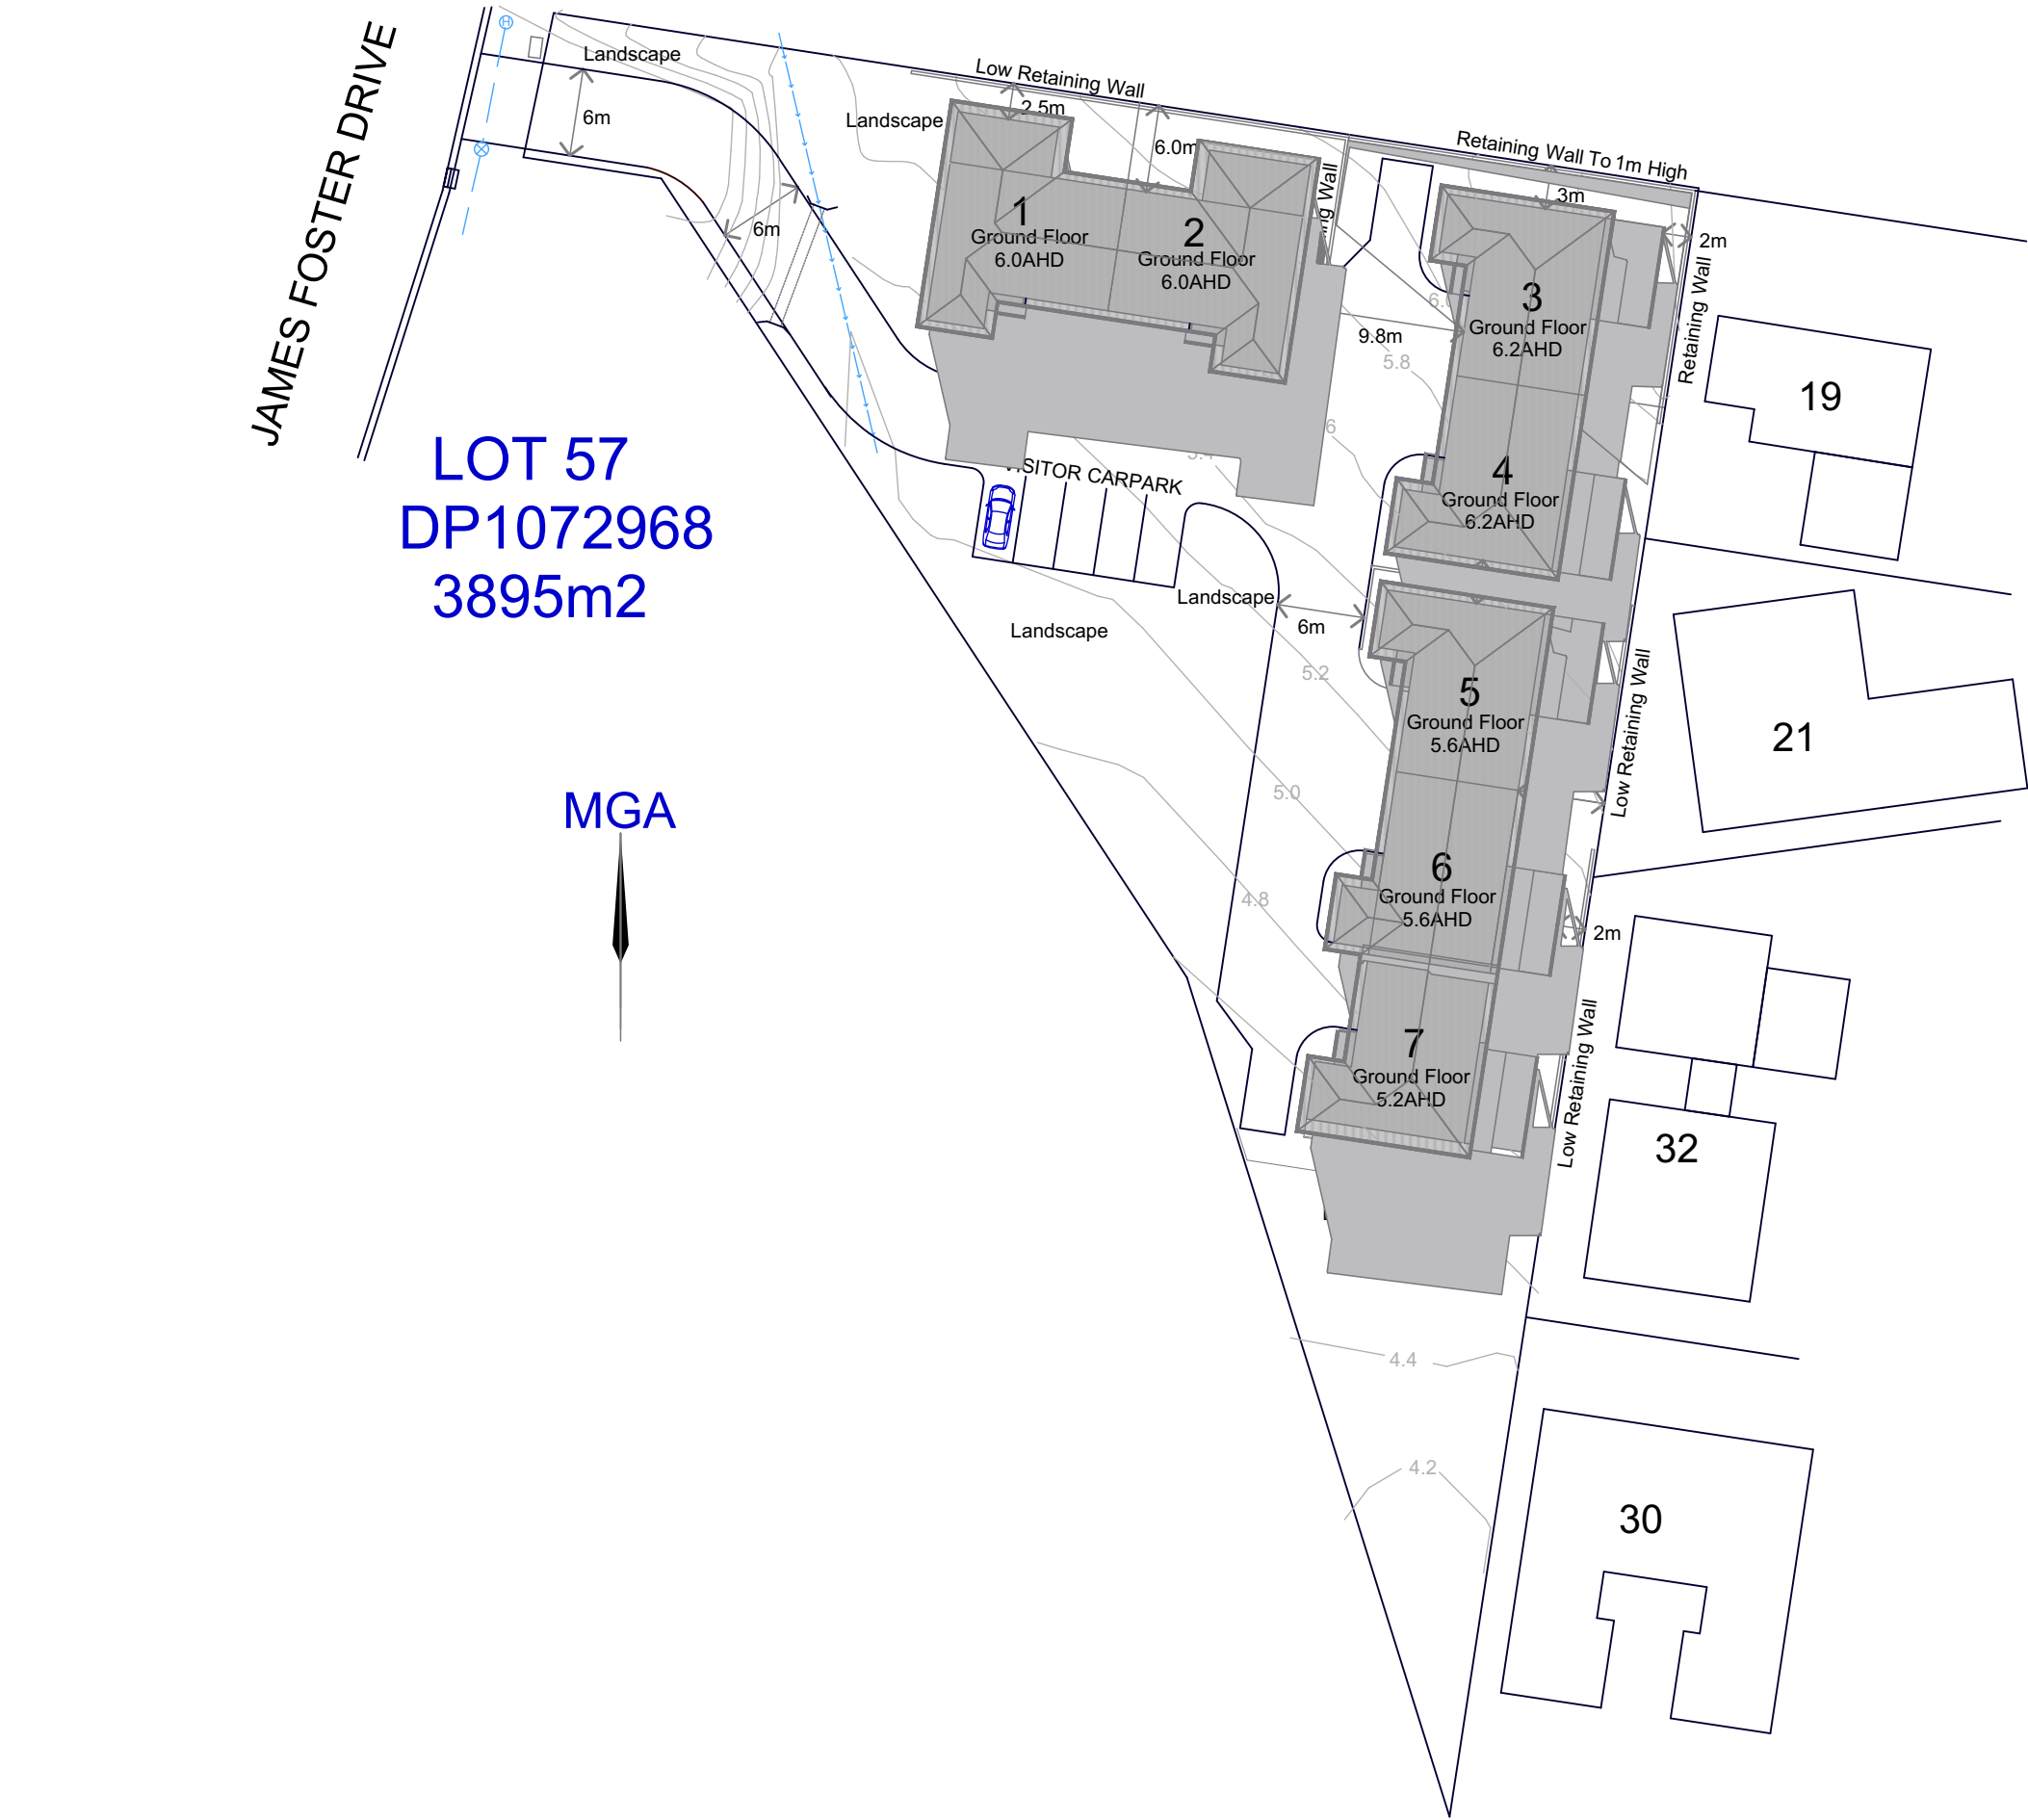 JAMES FOSTER DRIVE
Landscape
6m
6m
Low Retaining Wall
2.5m
Landscape
6.0m
Retaining Wall To 1m High
3m
2m
Wall
1
Ground Floor
6.0AHD
2
Ground Floor
6.0AHD
3
Ground Floor
6.2AHD
9.8m
5.8
Retaining Wall
19
LOT 57
DP1072968
3895m2
VISITOR CARPARK
4
Ground Floor
6.2AHD
Landscape
6m
Landscape
5.2
5
Ground Floor
5.6AHD
Low Retaining Wall
21
MGA
5.0
4.8
6
Ground Floor
5.6AHD
2m
7
Ground Floor
5.2AHD
Low Retaining Wall
32
4.4
4.2
30